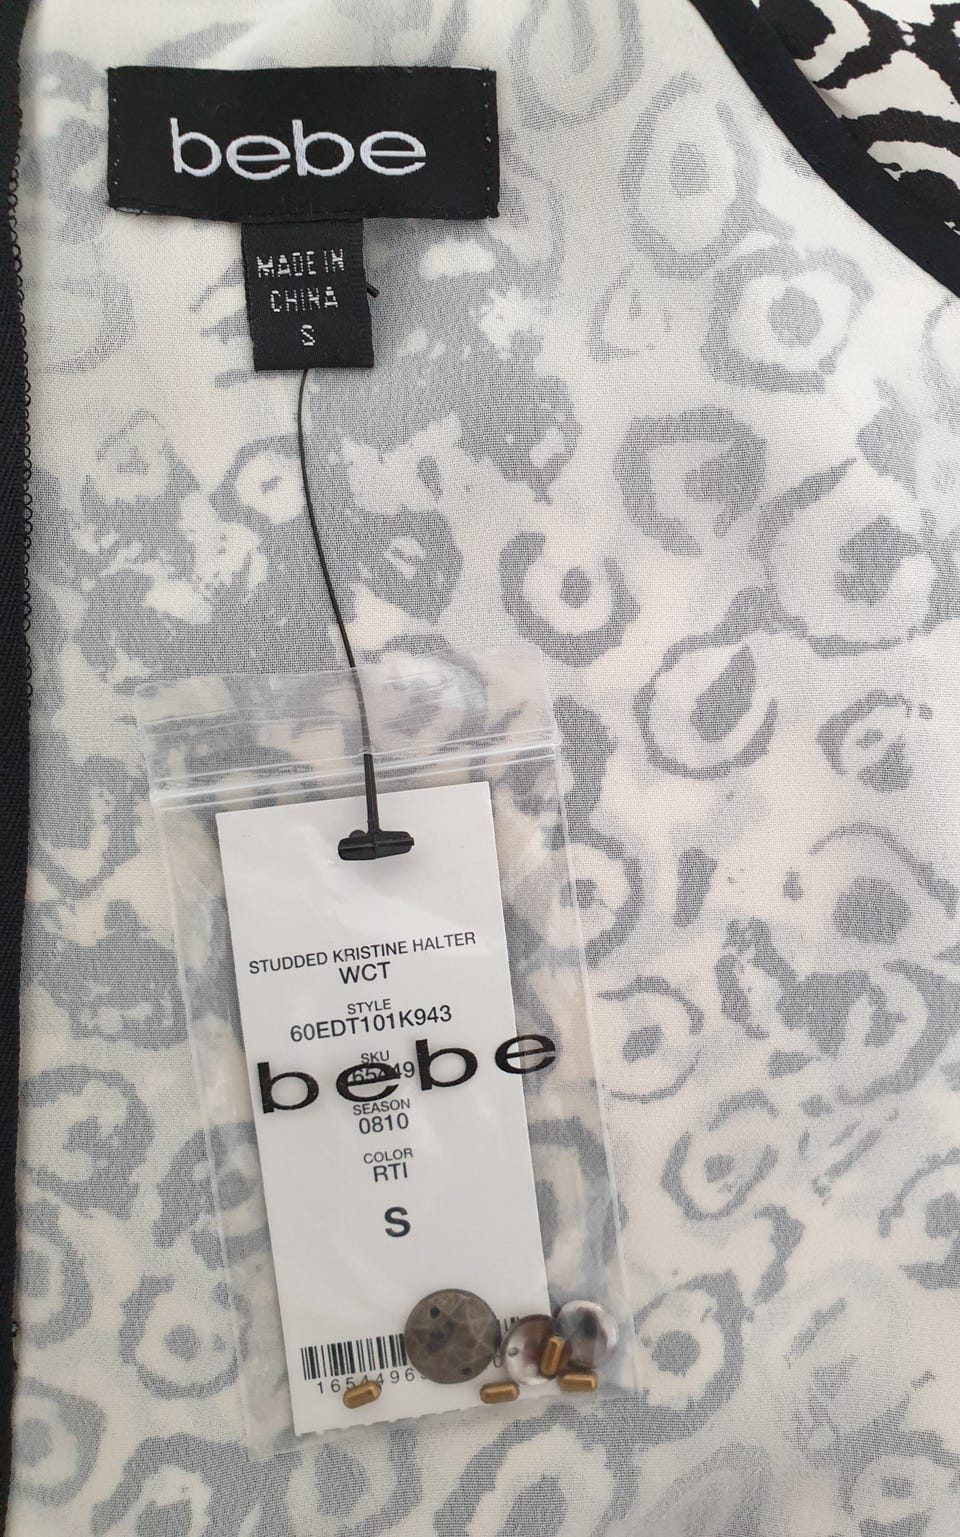 bebe
MADE IN
CHINA
S
STUDDED KRISTINE HALTER
WCT
STYLE
60EDT101K943
SKU
bebe
SEASON
0810
COLOR
RTI
S